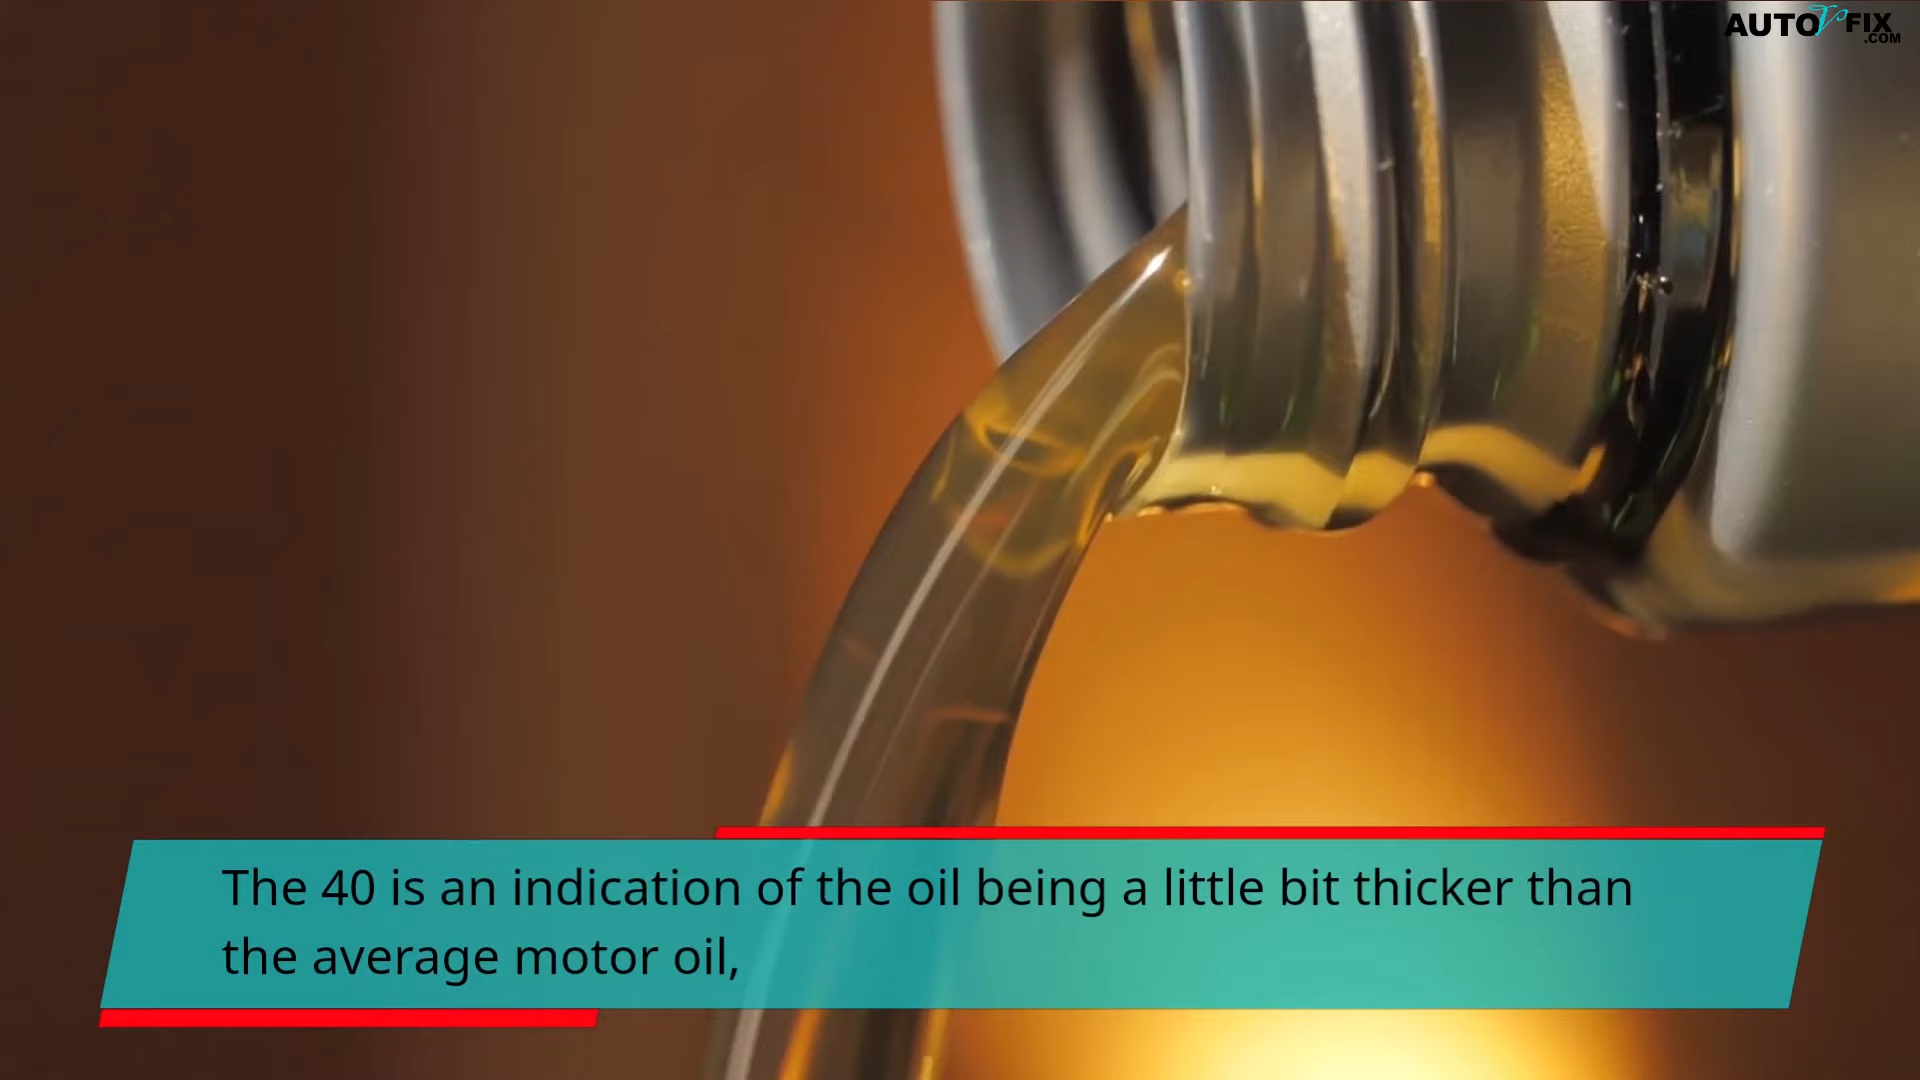 AUTO FIX
.COM
The 40 is an indication of the oil being a little bit thicker than
the average motor oil,